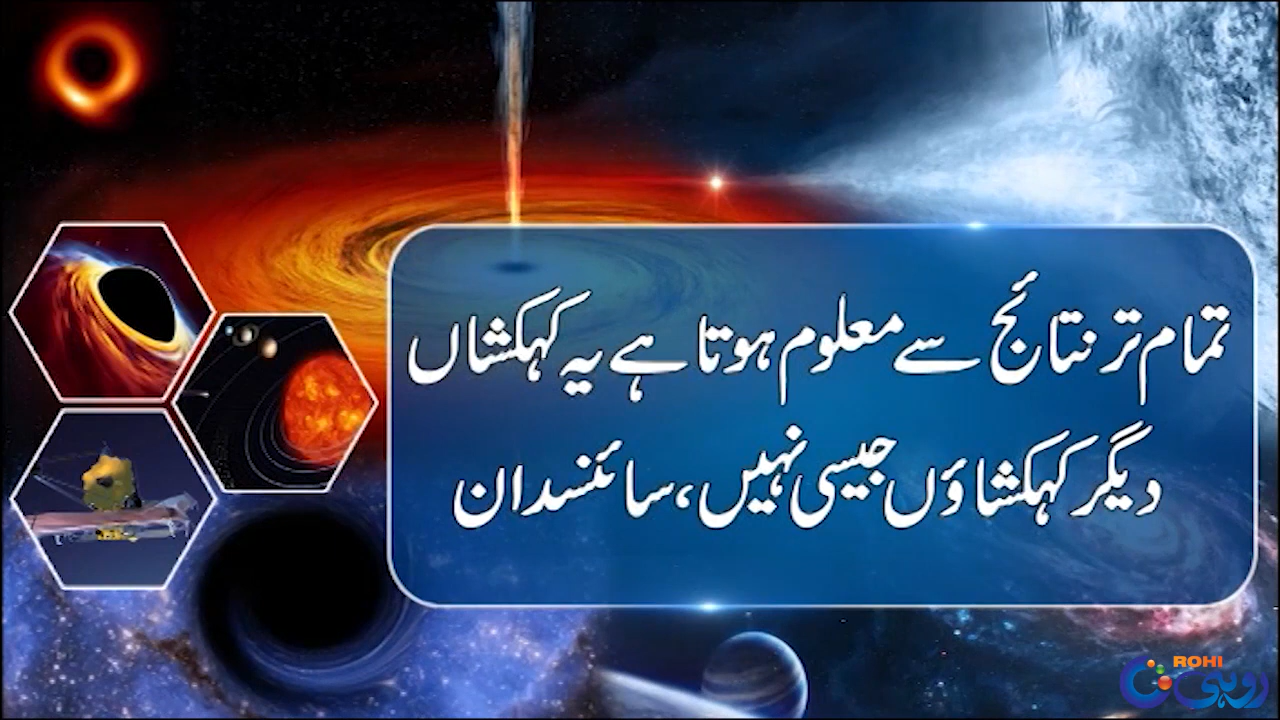 تمام تر نتائج سے معلوم ہوتا ہے یہ کہکشاں
دیگر کہکشاؤں جیسی نہیں، سائنسدان
ROHI
روہی